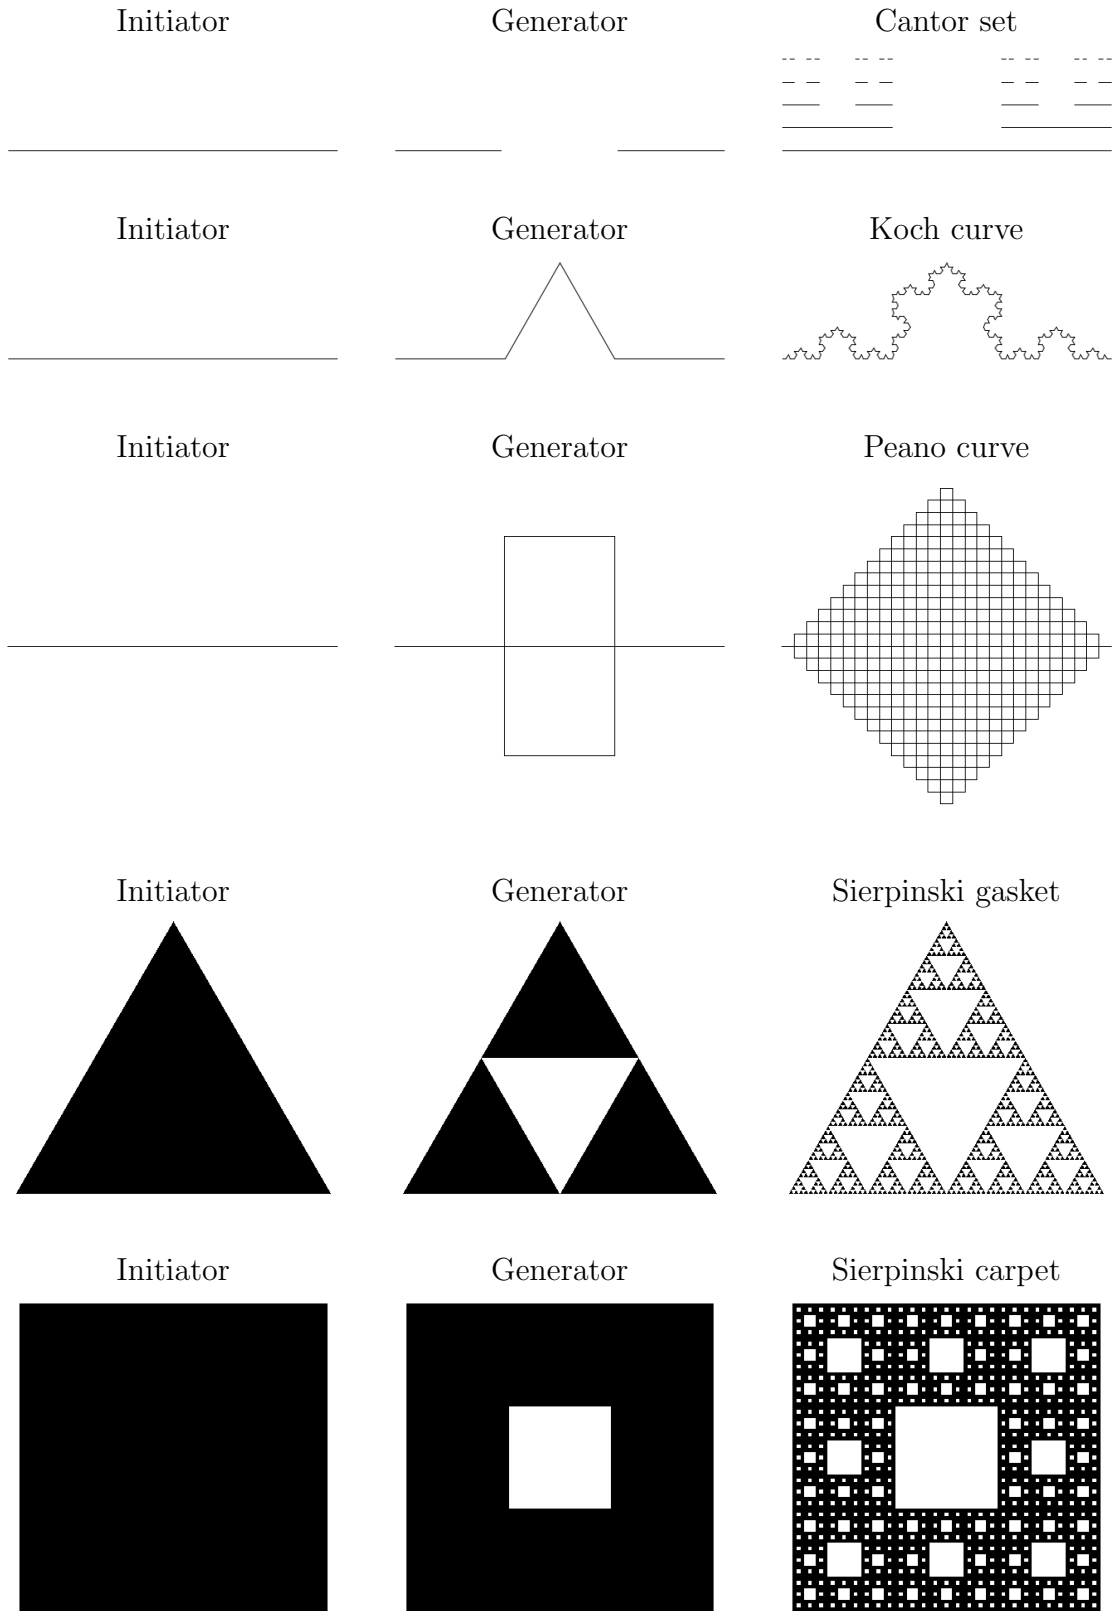 Initiator Generator Cantor set
Initiator Generator Koch curve
Initiator Generator Peano curve
Initiator Generator Sierpinski gasket
Initiator Generator Sierpinski carpet